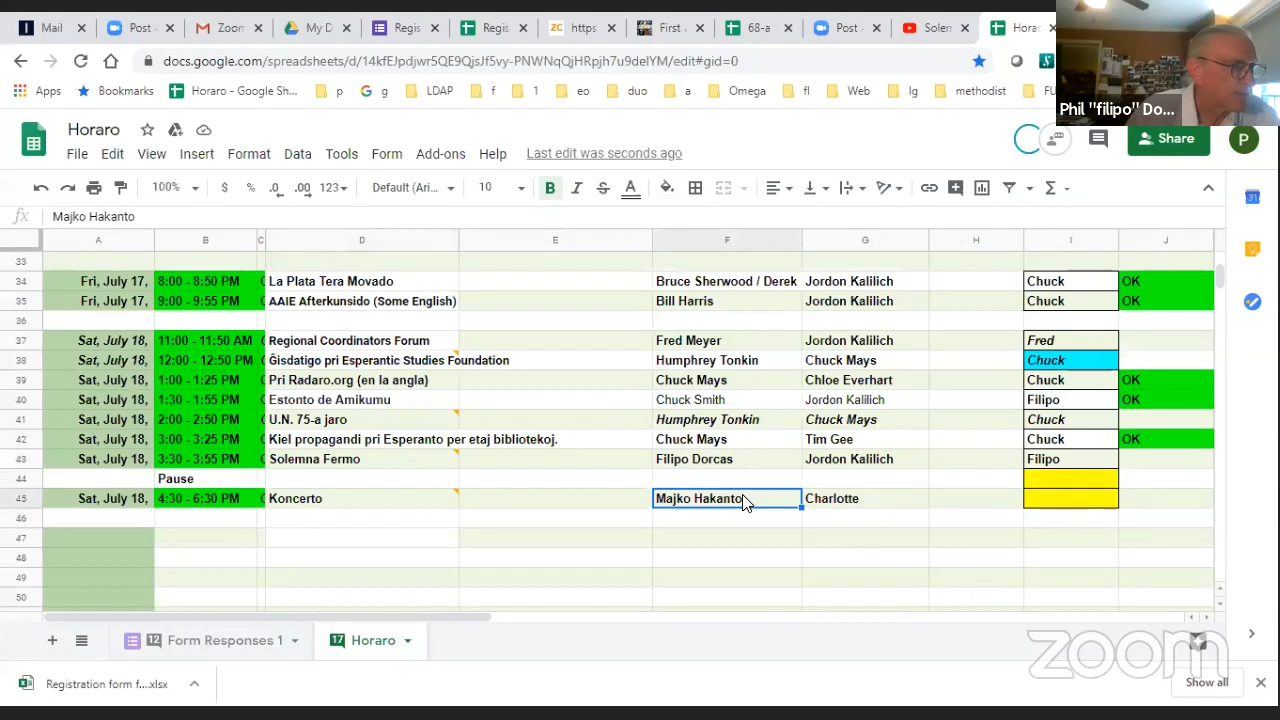 Mail
Post -
Zoom
My D
Regis
Regist
https
First .
68-a
Post -
Solem
Horar
docs.google.com/spreadsheets/
edit#gid=0
Apps
Bookmarks
Horaro - Google Sh...
p
g
LDAP
f
1
eo
duo
a
Omega
fl
Web
lg
methodist
FU
Phil "filipo" Do...
Horaro
File Edit View Insert Format Data Tools Form Add-ons Help Last edit was seconds ago
Share
P
100% $ % .0 .00 123 Default (Ari... 10 B I S A
fx Majko Hakanto
A B C D E F G H I J
33
34 Fri, July 17, 8:00 - 8:50 PM La Plata Tera Movado Bruce Sherwood / Derek Jordon Kalilich Chuck OK
35 Fri, July 17, 9:00 - 9:55 PM AAIE Afterkunsido (Some English) Bill Harris Jordon Kalilich Chuck OK
36
37 Sat, July 18, 11:00 - 11:50 AM Regional Coordinators Forum Fred Meyer Jordon Kalilich Fred
38 Sat, July 18, 12:00 - 12:50 PM Ĝisdatigo pri Esperantic Studies Foundation Humphrey Tonkin Chuck Mays Chuck
39 Sat, July 18, 1:00 - 1:25 PM Pri Radaro.org (en la angla) Chuck Mays Chloe Everhart Chuck OK
40 Sat, July 18, 1:30 - 1:55 PM Estonto de Amikumu Chuck Smith Jordon Kalilich Filipo OK
41 Sat, July 18, 2:00 - 2:50 PM U.N. 75-a jaro Humphrey Tonkin Chuck Mays Chuck
42 Sat, July 18, 3:00 - 3:25 PM Kiel propagandi pri Esperanto per etaj bibliotekoj. Chuck Mays Tim Gee Chuck OK
43 Sat, July 18, 3:30 - 3:55 PM Solemna Fermo Filipo Dorcas Jordon Kalilich Filipo
44 Pause
45 Sat, July 18, 4:30 - 6:30 PM Koncerto Majko Hakanto Charlotte
46
47
48
49
50
12 Form Responses 1
17 Horaro
zoom
Registration form f....xlsx
Show all